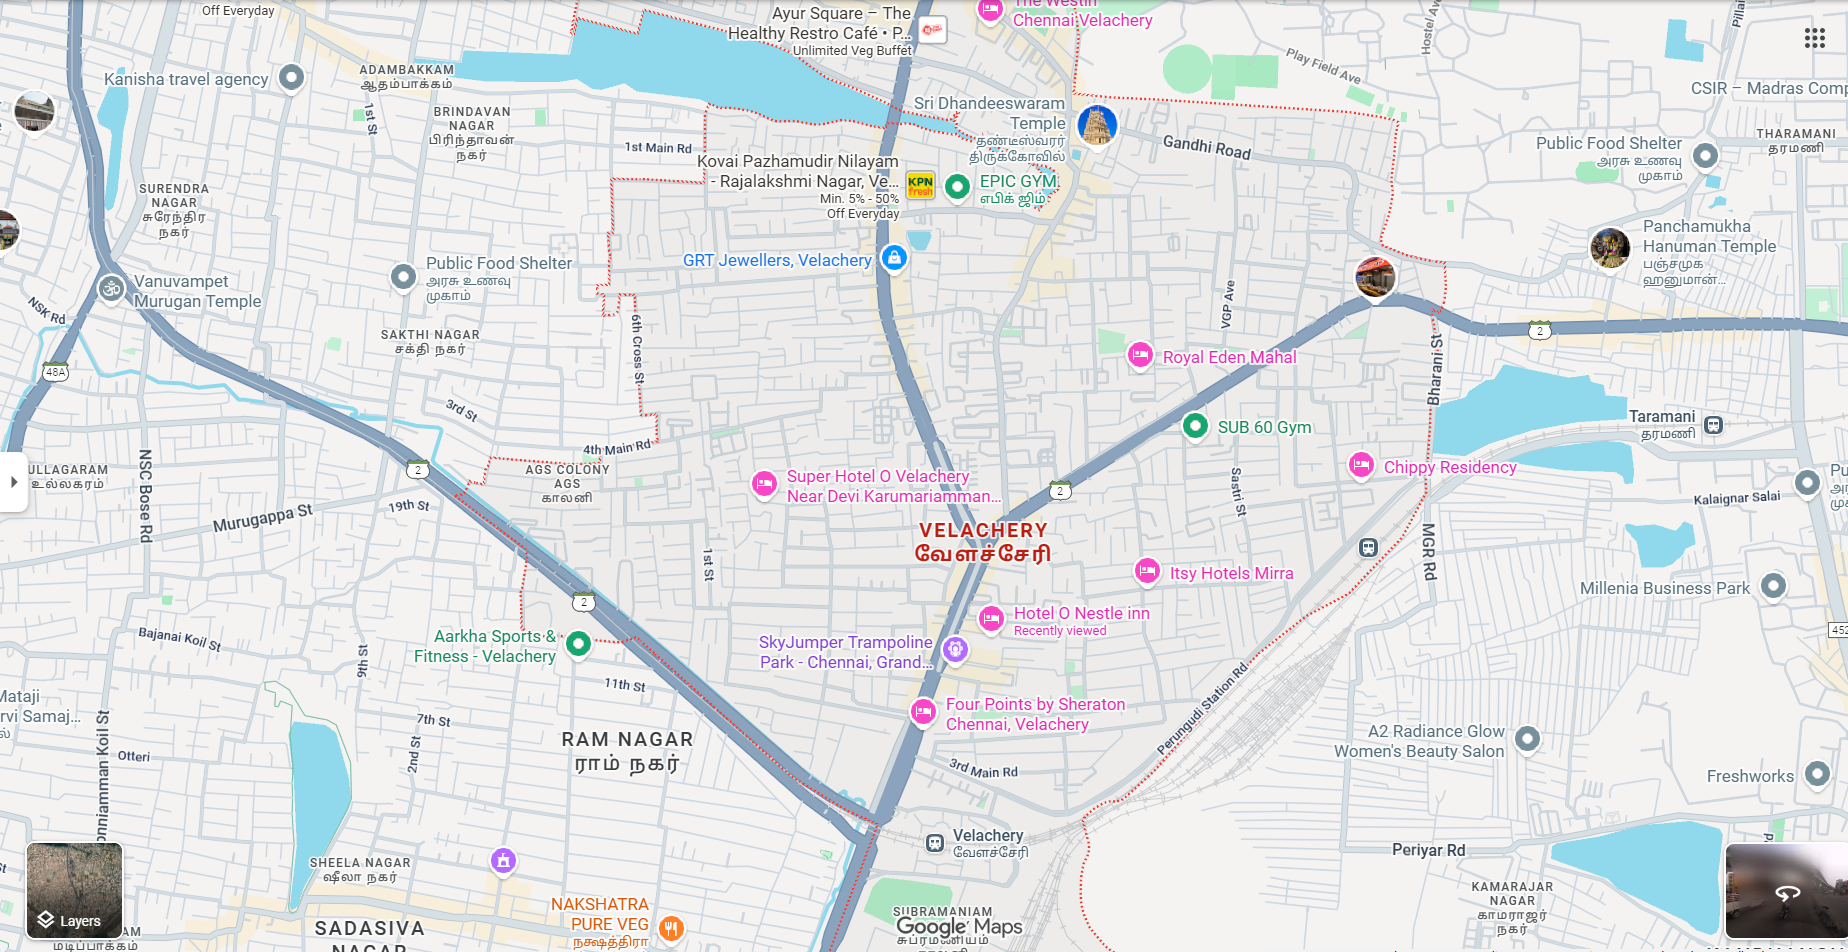 Off Everyday
Ayur Square – The
Healthy Restro Café • P...
Unlimited Veg Buffet
The Westin
Chennai Velachery
Hostel Av
Pillai
Play Field Ave
Kanisha travel agency
ADAMBAKKAM
ஆதம்பாக்கம்
1st St
BRINDAVAN
NAGAR
பிரிந்தாவன்
நகர்
1st Main Rd
Sri Dhandeeswaram
Temple
தண்டீஸ்வரர்
திருக்கோவில்
Gandhi Road
CSIR – Madras Comp
THARAMANI
தரமணி
Public Food Shelter
அரசு உணவு
முகாம்
Kovai Pazhamudir Nilayam
- Rajalakshmi Nagar, Ve...
Min. 5% - 50%
Off Everyday
KPN
fresh
EPIC GYM
எபிக் ஜிம்
SURENDRA
NAGAR
சுரேந்திர
நகர்
Panchamukha
Hanuman Temple
பஞ்சமுக
ஹனுமான்...
GRT Jewellers, Velachery
Public Food Shelter
அரசு உணவு
முகாம்
Vanuvampet
Murugan Temple
NSK Rd
SAKTHI NAGAR
சக்தி நகர்
6th Cross St
VGP Ave
2
48A
Royal Eden Mahal
Bharani St
3rd St
4th Main Rd
SUB 60 Gym
Taramani
தரமணி
2
AGS COLONY
AGS
காலனி
ULLAGARAM
உல்லகரம்
NSC Bose Rd
Super Hotel O Velachery
Near Devi Karumariamman...
2
Sastri St
Chippy Residency
Kalaignar Salai
Pu
Murugappa St
19th St
VELACHERY
வேளச்சேரி
MGR Rd
1st St
Itsy Hotels Mirra
Millenia Business Park
2
Hotel O Nestle inn
Recently viewed
452
Bajanai Koil St
Aarkha Sports &
Fitness - Velachery
9th St
SkyJumper Trampoline
Park - Chennai, Grand...
11th St
Perungudi Station Rd
Mataji
rvi Samaj...
Four Points by Sheraton
Chennai, Velachery
7th St
2nd St
Otteri
onniamman Koil St
RAM NAGAR
ராம் நகர்
3rd Main Rd
A2 Radiance Glow
Women's Beauty Salon
Freshworks
Velachery
வேளச்சேரி
Periyar Rd
SHEELA NAGAR
ஷீலா நகர்
KAMARAJAR
NAGAR
காமராஜர்
நகர்
Layers
NAKSHATRA
PURE VEG
நக்ஷத்திரா
SUBRAMANIAM
Google Maps
சுப்ரமணியம்
SADASIVA
NAGAR
AM
மடிப்பாக்கம்